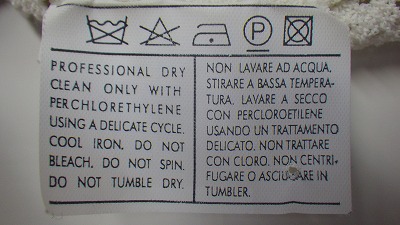 P
PROFESSIONAL DRY
CLEAN ONLY WITH
PERCHLORETHYLENE
USING A DELICATE CYCLE.
COOL IRON. DO NOT
BLEACH. DO NOT SPIN.
DO NOT TUMBLE DRY.
NON LAVARE AD ACQUA.
STIRARE A BASSA TEMPERA-
TURA. LAVARE A SECCO
CON PERCLOROETILENE
USANDO UN TRATTAMENTO
DELICATO. NON TRATTARE
CON CLORO. NON CENTRI-
FUGARE O ASCIUGARE IN
TUMBLER.